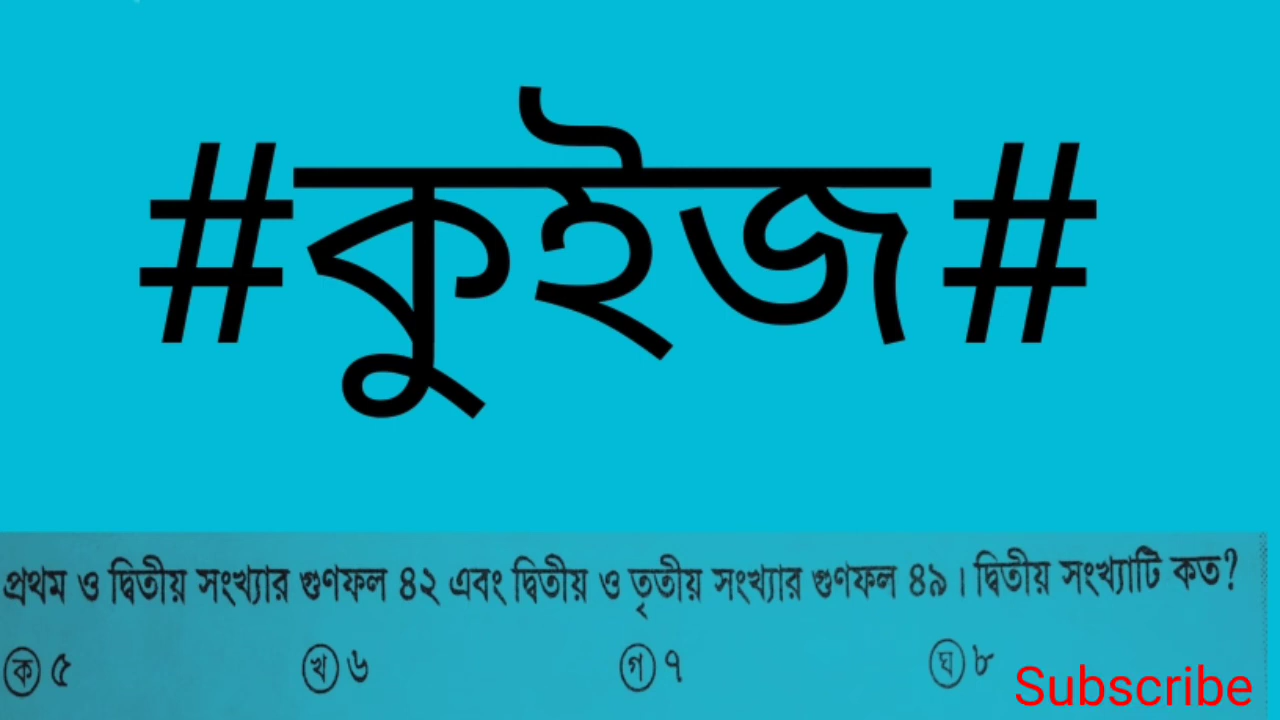 #কুইজ#
প্রথম ও দ্বিতীয় সংখ্যার গুণফল ৪২ এবং দ্বিতীয় ও তৃতীয় সংখ্যার গুণফল ৪৯। দ্বিতীয় সংখ্যাটি কত?
ক ৫ খ ৬ গ ৭ ঘ ৮
Subscribe